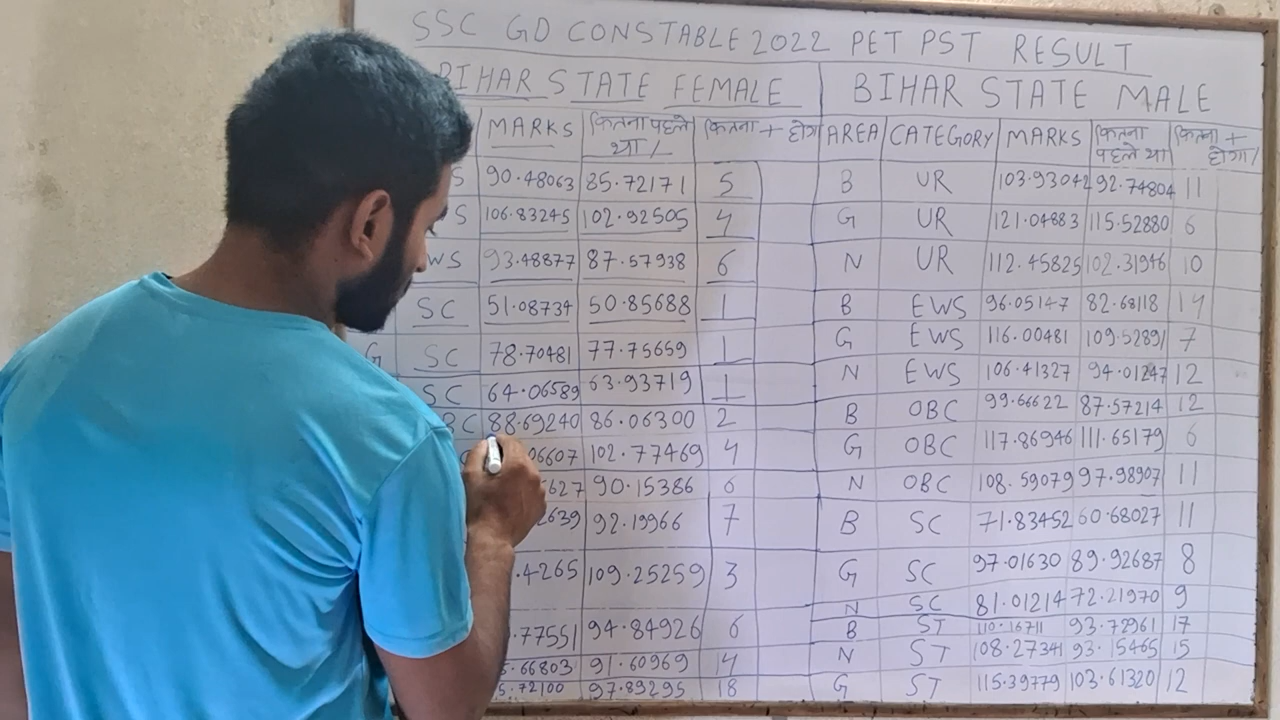 SSC GD CONSTABLE 2022 PET PST RESULT
BIHAR STATE FEMALE BIHAR STATE MALE
MARKS कितना पहले था / कितना + होगा AREA CATEGORY MARKS कितना पहले था कितना + होगा /
S 90.48063 85.72171 5 B UR 103.93042 92.74804 11
S 106.83245 102.92505 4 G UR 121.04883 115.52880 6
WS 93.48877 87.57938 6 N UR 112.45825 102.31946 10
SC 51.08734 50.85688 1 B EWS 96.05147 82.68118 14
G SC 78.70481 77.75659 1 G EWS 116.00481 109.52891 7
SC 64.06589 63.93719 1 N EWS 106.41327 94.01247 12
BC 88.69240 86.06300 2 B OBC 99.66622 87.57214 12
06607 102.77469 4 G OBC 117.86946 111.65179 6
627 90.15386 6 N OBC 108.59079 97.98907 11
2639 92.19966 7 B SC 71.83452 60.68027 11
.4265 109.25259 3 G SC 97.01630 89.92687 8
N SC 81.01214 72.21970 9
.77551 94.84926 6 B ST 110.16711 93.72961 17
.66803 91.60969 14 N ST 108.27341 93.15465 15
5.72100 97.89295 18 G ST 115.39779 103.61320 12